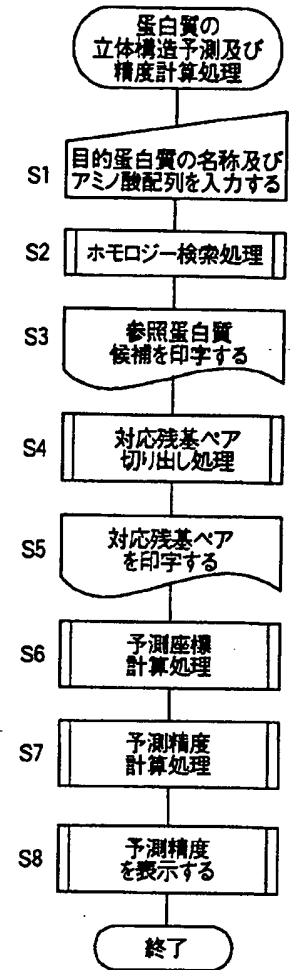 蛋白質の
立体構造予測及び
精度計算処理
S1
目的蛋白質の名称及び
アミノ酸配列を入力する
S2
ホモロジー検索処理
S3
参照蛋白質
候補を印字する
S4
対応残基ペア
切り出し処理
S5
対応残基ペア
を印字する
S6
予測座標
計算処理
S7
予測精度
計算処理
S8
予測精度
を表示する
終了